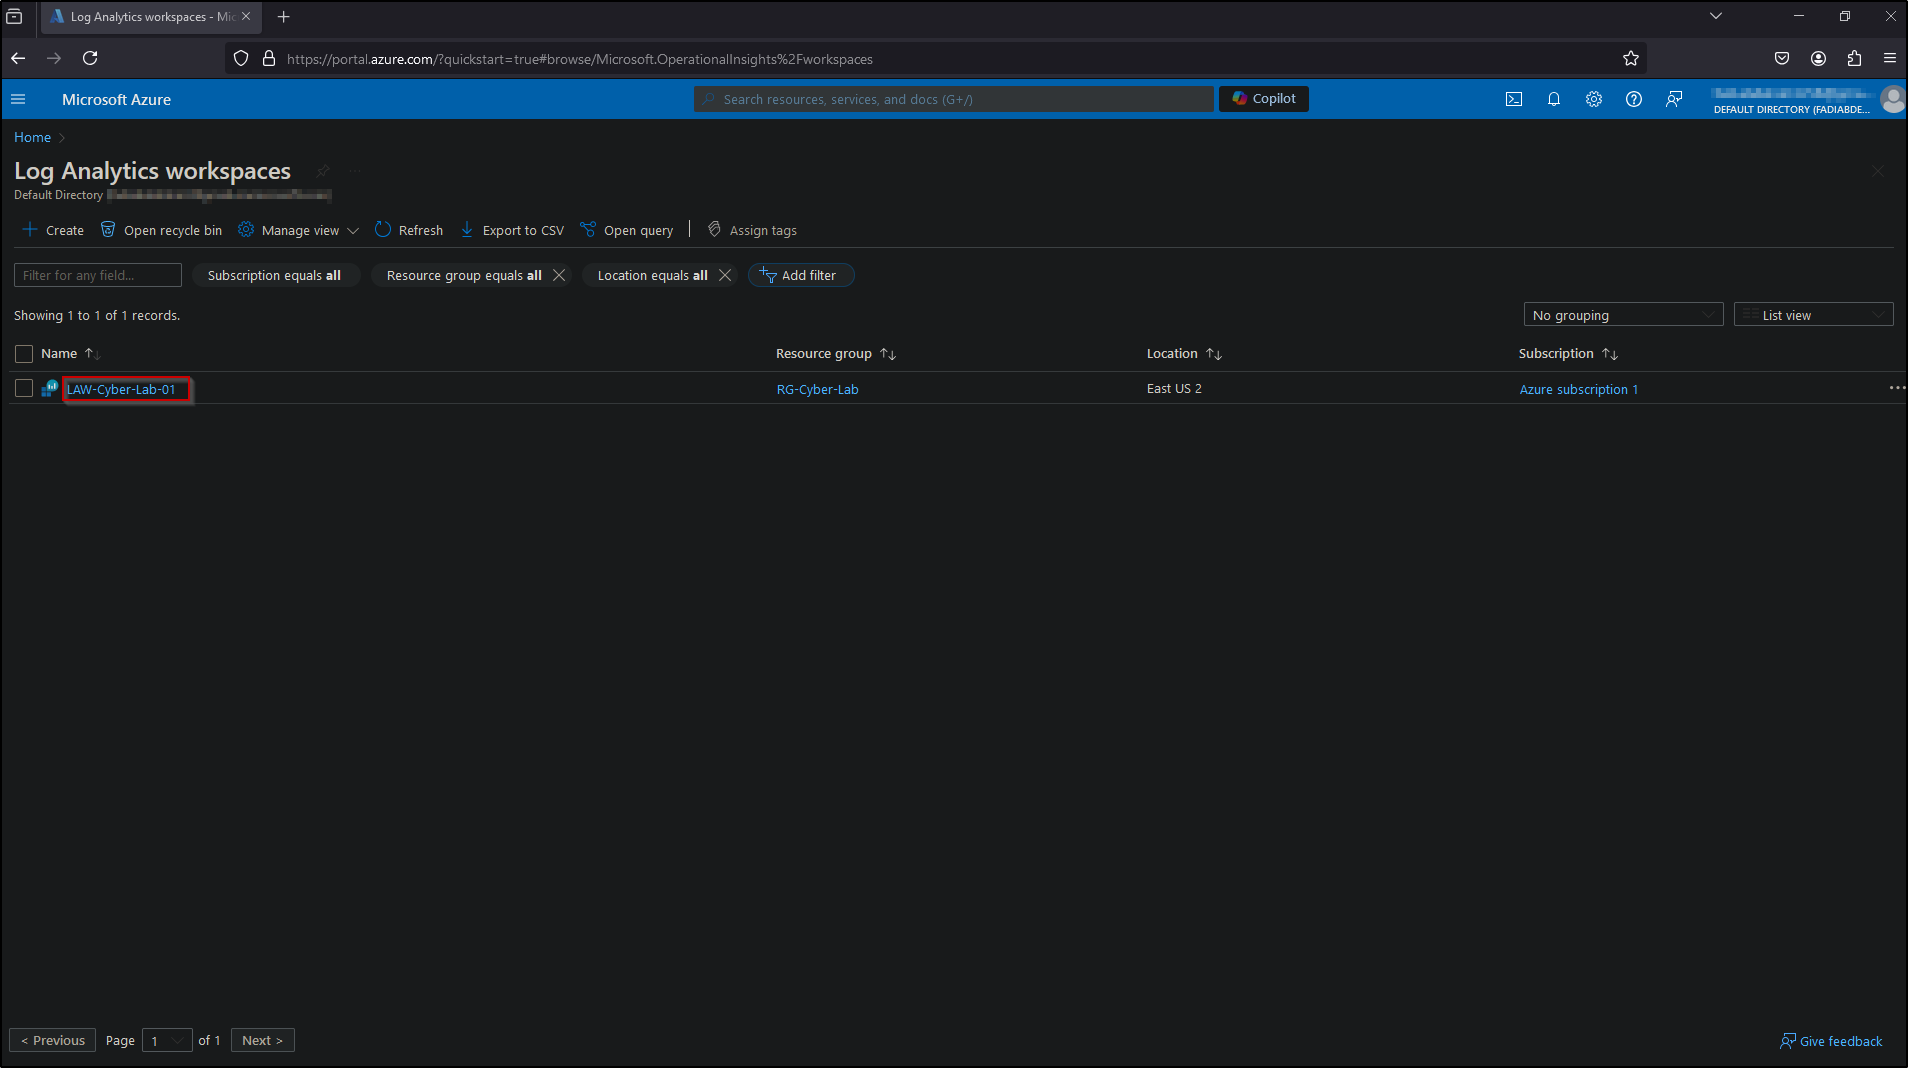 Log Analytics workspaces - Mic
https://portal.azure.com/?quickstart=true#browse/Microsoft.OperationalInsights%2Fworkspaces
Microsoft Azure
Search resources, services, and docs (G+/)
Copilot
DEFAULT DIRECTORY (FADIABDE...
Home
Log Analytics workspaces
Default Directory
Create
Open recycle bin
Manage view
Refresh
Export to CSV
Open query
Assign tags
Filter for any field...
Subscription equals all
Resource group equals all
Location equals all
Add filter
Showing 1 to 1 of 1 records.
No grouping
List view
Name
Resource group
Location
Subscription
LAW-Cyber-Lab-01
RG-Cyber-Lab
East US 2
Azure subscription 1
< Previous
Page
1
of 1
Next >
Give feedback